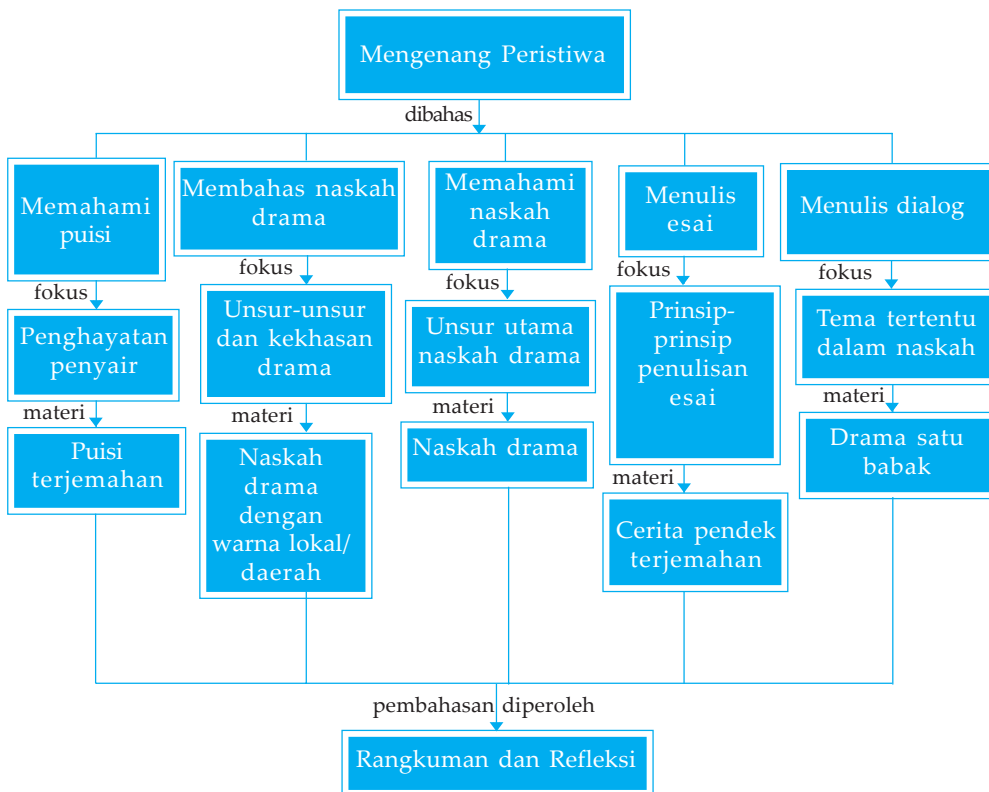 Mengenang Peristiwa
dibahas
Memahami
puisi
fokus
Penghayatan
penyair
materi
Puisi
terjemahan
Membahas naskah
drama
fokus
Unsur-unsur
dan kekhasan
drama
materi
Naskah
drama
dengan
warna lokal/
daerah
Memahami
naskah
drama
fokus
Unsur utama
naskah drama
materi
Naskah drama
Menulis
esai
fokus
Prinsip-
prinsip
penulisan
esai
materi
Cerita pendek
terjemahan
Menulis dialog
fokus
Tema tertentu
dalam naskah
materi
Drama satu
babak
pembahasan diperoleh
Rangkuman dan Refleksi